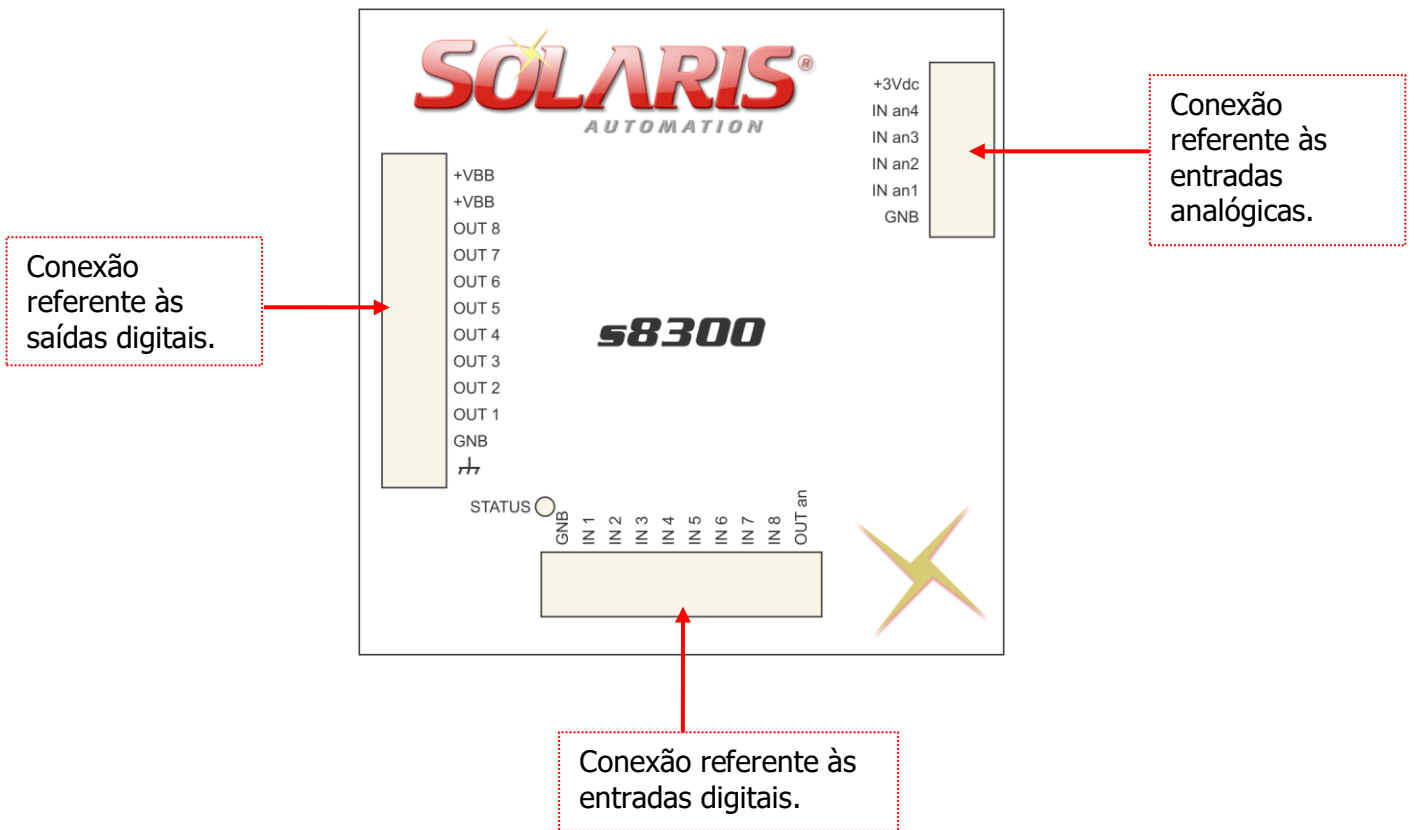 SOLARIS®
AUTOMATION
+3Vdc
IN an4
IN an3
IN an2
IN an1
GNB
Conexão
referente às
entradas
analógicas.
+VBB
+VBB
OUT 8
OUT 7
OUT 6
OUT 5
OUT 4
OUT 3
OUT 2
OUT 1
GNB
Conexão
referente às
saídas digitais.
s8300
STATUS
GNB
IN 1
IN 2
IN 3
IN 4
IN 5
IN 6
IN 7
IN 8
OUT an
Conexão referente às
entradas digitais.